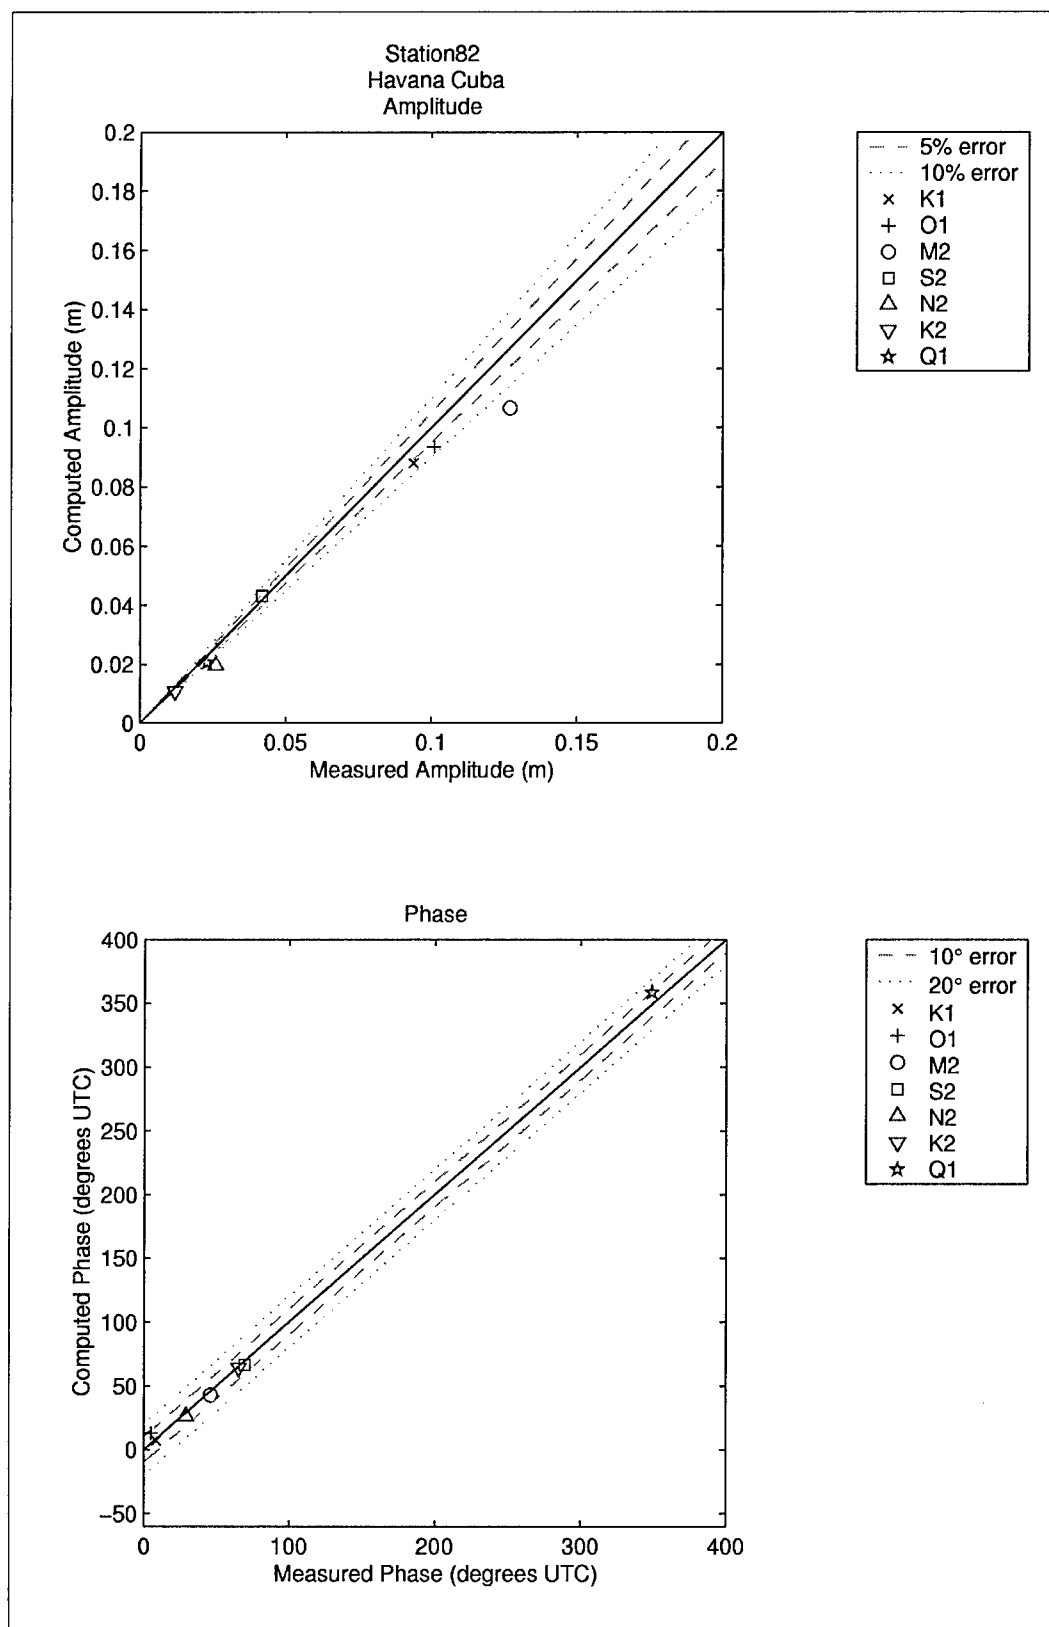 Station82
Havana Cuba
Amplitude
0.2
0.18
0.16
0.14
0.12
0.1
0.08
0.06
0.04
0.02
0
Computed Amplitude (m)
0
0.05
0.1
0.15
0.2
Measured Amplitude (m)
5% error
10% error
K1
O1
M2
S2
N2
K2
Q1
Phase
400
350
300
250
200
150
100
50
0
−50
Computed Phase (degrees UTC)
0
100
200
300
400
Measured Phase (degrees UTC)
10° error
20° error
K1
O1
M2
S2
N2
K2
Q1